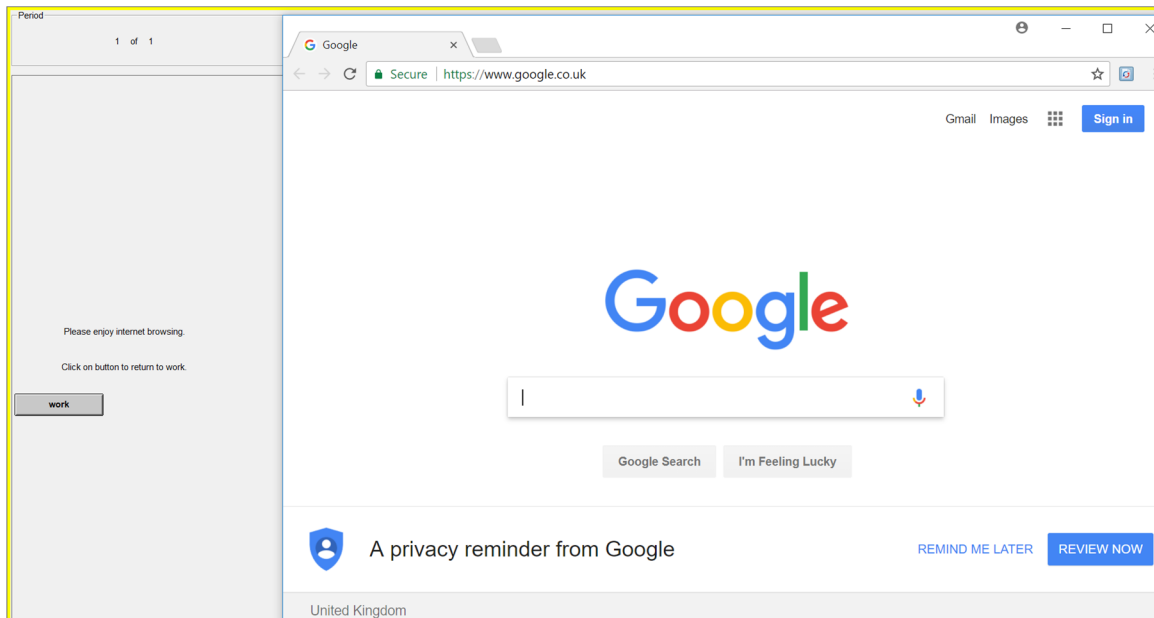 Period
1 of 1
Please enjoy internet browsing.
Click on button to return to work.
work
Google
Secure https://www.google.co.uk
Gmail Images Sign in
Google
Google Search I'm Feeling Lucky
A privacy reminder from Google REMIND ME LATER REVIEW NOW
United Kingdom